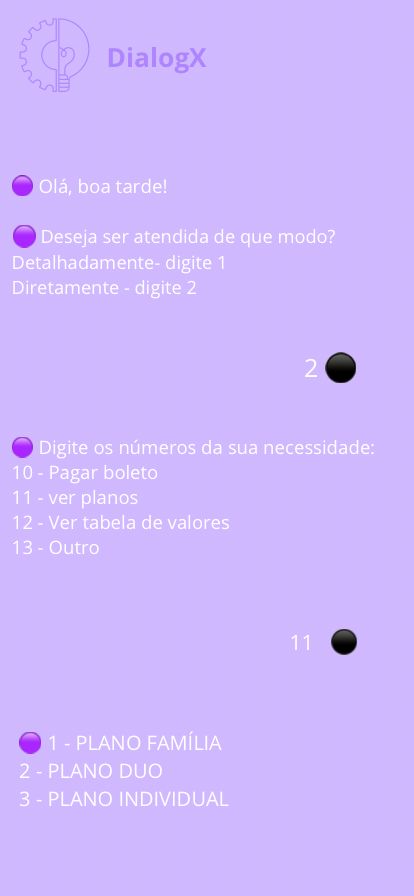 DialogX
Olá, boa tarde!
Deseja ser atendida de que modo?
Detalhadamente- digite 1
Diretamente - digite 2
2
Digite os números da sua necessidade:
10 - Pagar boleto
11 - ver planos
12 - Ver tabela de valores
13 - Outro
11
1 - PLANO FAMÍLIA
2 - PLANO DUO
3 - PLANO INDIVIDUAL